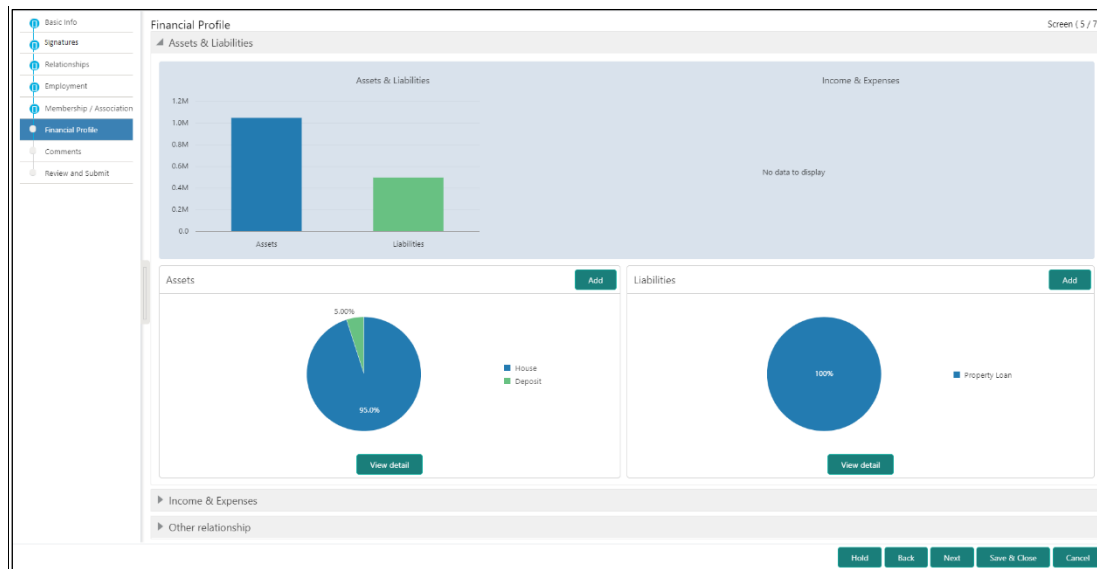 Basic Info
Signatures
Relationships
Employment
Membership / Association
Financial Profile
Comments
Review and Submit
Financial Profile
Screen ( 5 / 7
Assets & Liabilities
Assets & Liabilities
1.2M
1.0M
0.8M
0.6M
0.4M
0.2M
0.0
Assets
Liabilities
Income & Expenses
No data to display
Assets
Add
5.00%
95.0%
House
Deposit
View detail
Liabilities
Add
100%
Property Loan
View detail
Income & Expenses
Other relationship
Hold
Back
Next
Save & Close
Cancel